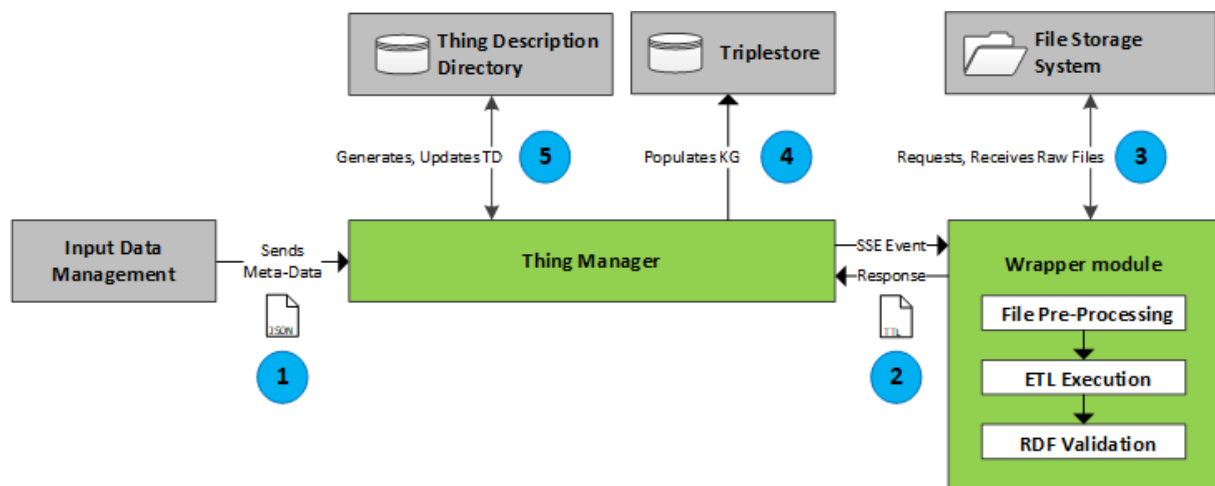 Thing Description
Directory
Triplestore
File Storage
System
Generates, Updates TD
5
Populates KG
4
Requests, Receives Raw Files
3
Input Data
Management
Sends
Meta-Data
JSON
1
Thing Manager
SSE Event
Response
TTL
2
Wrapper module
File Pre-Processing
ETL Execution
RDF Validation